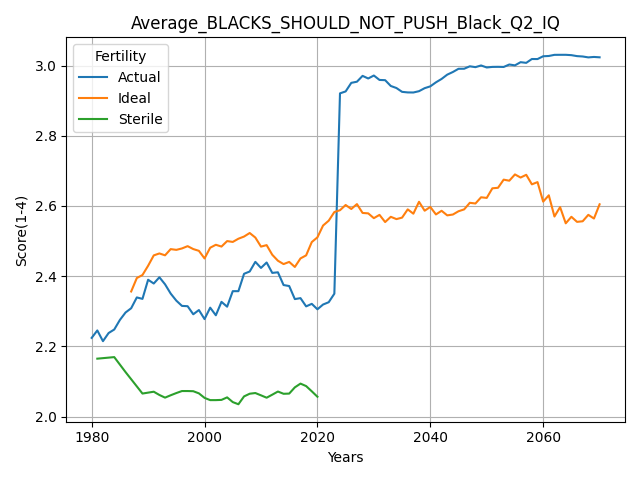 Average_BLACKS_SHOULD_NOT_PUSH_Black_Q2_IQ
Fertility
Actual
Ideal
Sterile
Score(1-4)
3.0
2.8
2.6
2.4
2.2
2.0
1980
2000
2020
2040
2060
Years